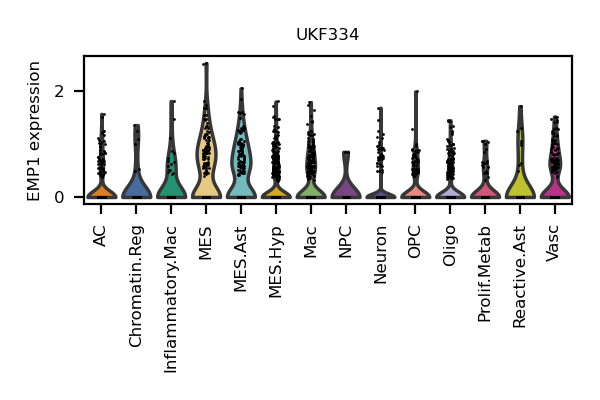 UKF334
EMP1 expression
2
0
AC
Chromatin.Reg
Inflammatory.Mac
MES
MES.Ast
MES.Hyp
Mac
NPC
Neuron
OPC
Oligo
Prolif.Metab
Reactive.Ast
Vasc